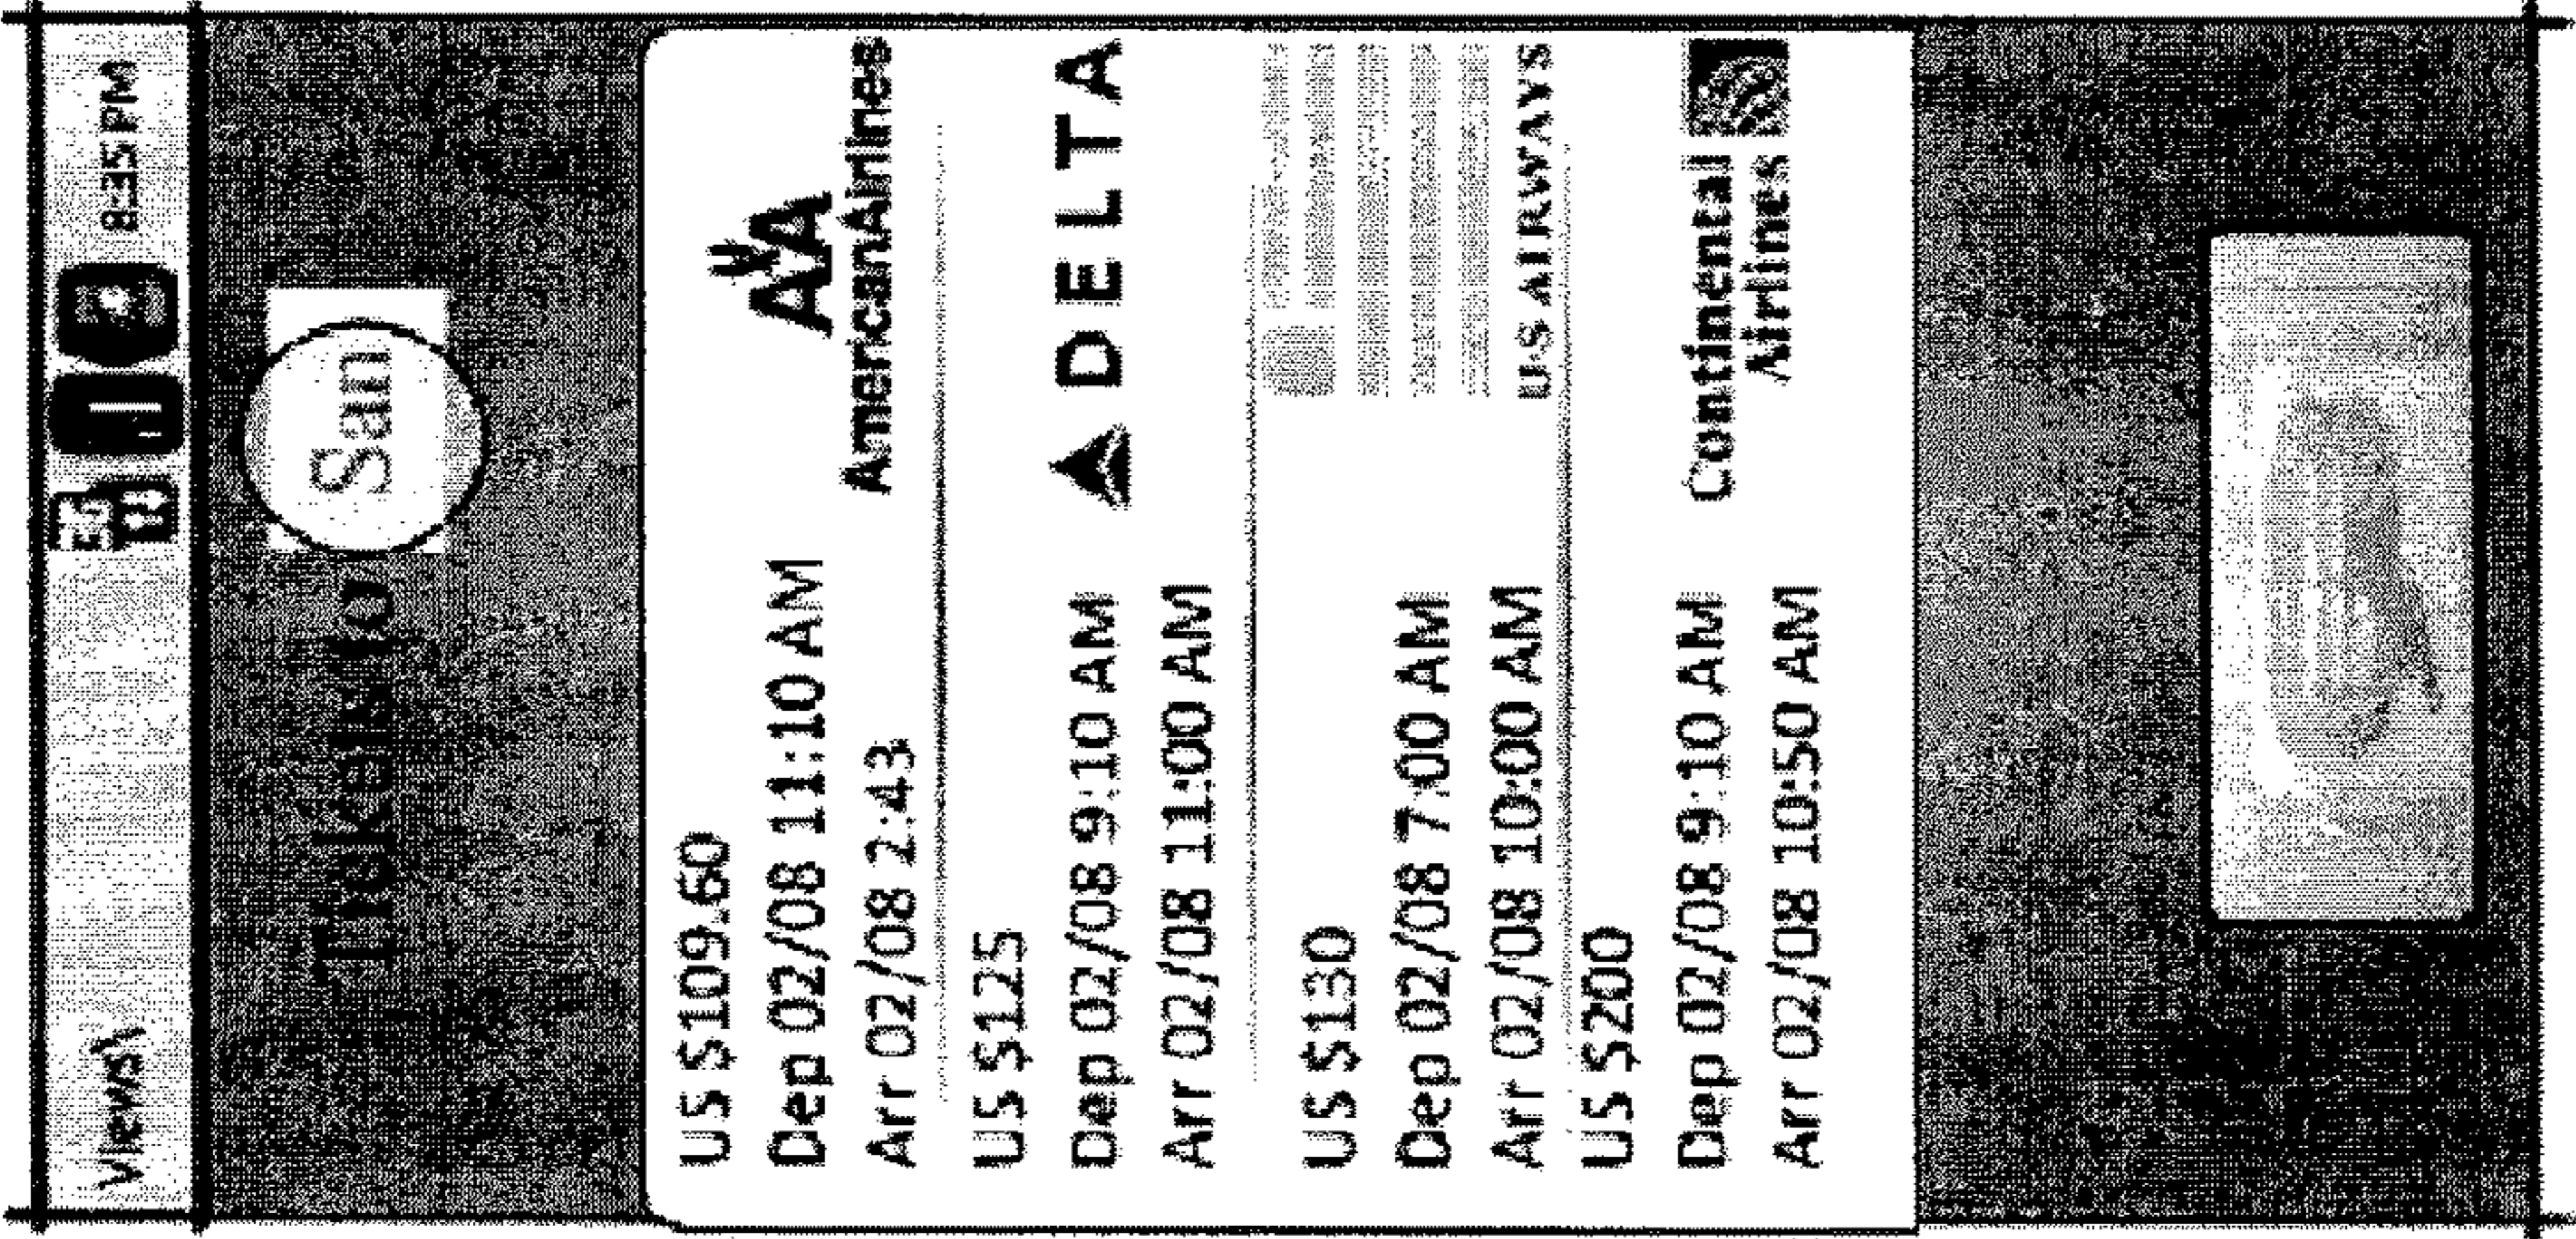 Views\ 8:35 PM
Take me to San
US $109.60
Dep 02/08 11:10 AM
Arr 02/08 2:43
AA
AmericanAirlines
US $125
Dep 02/08 9:10 AM
Arr 02/08 11:00 AM
DELTA
US $130
Dep 02/08 7:00 AM
Arr 02/08 10:00 AM
U·S AIRWAYS
US $200
Dep 02/08 9:10 AM
Arr 02/08 10:50 AM
Continental
Airlines